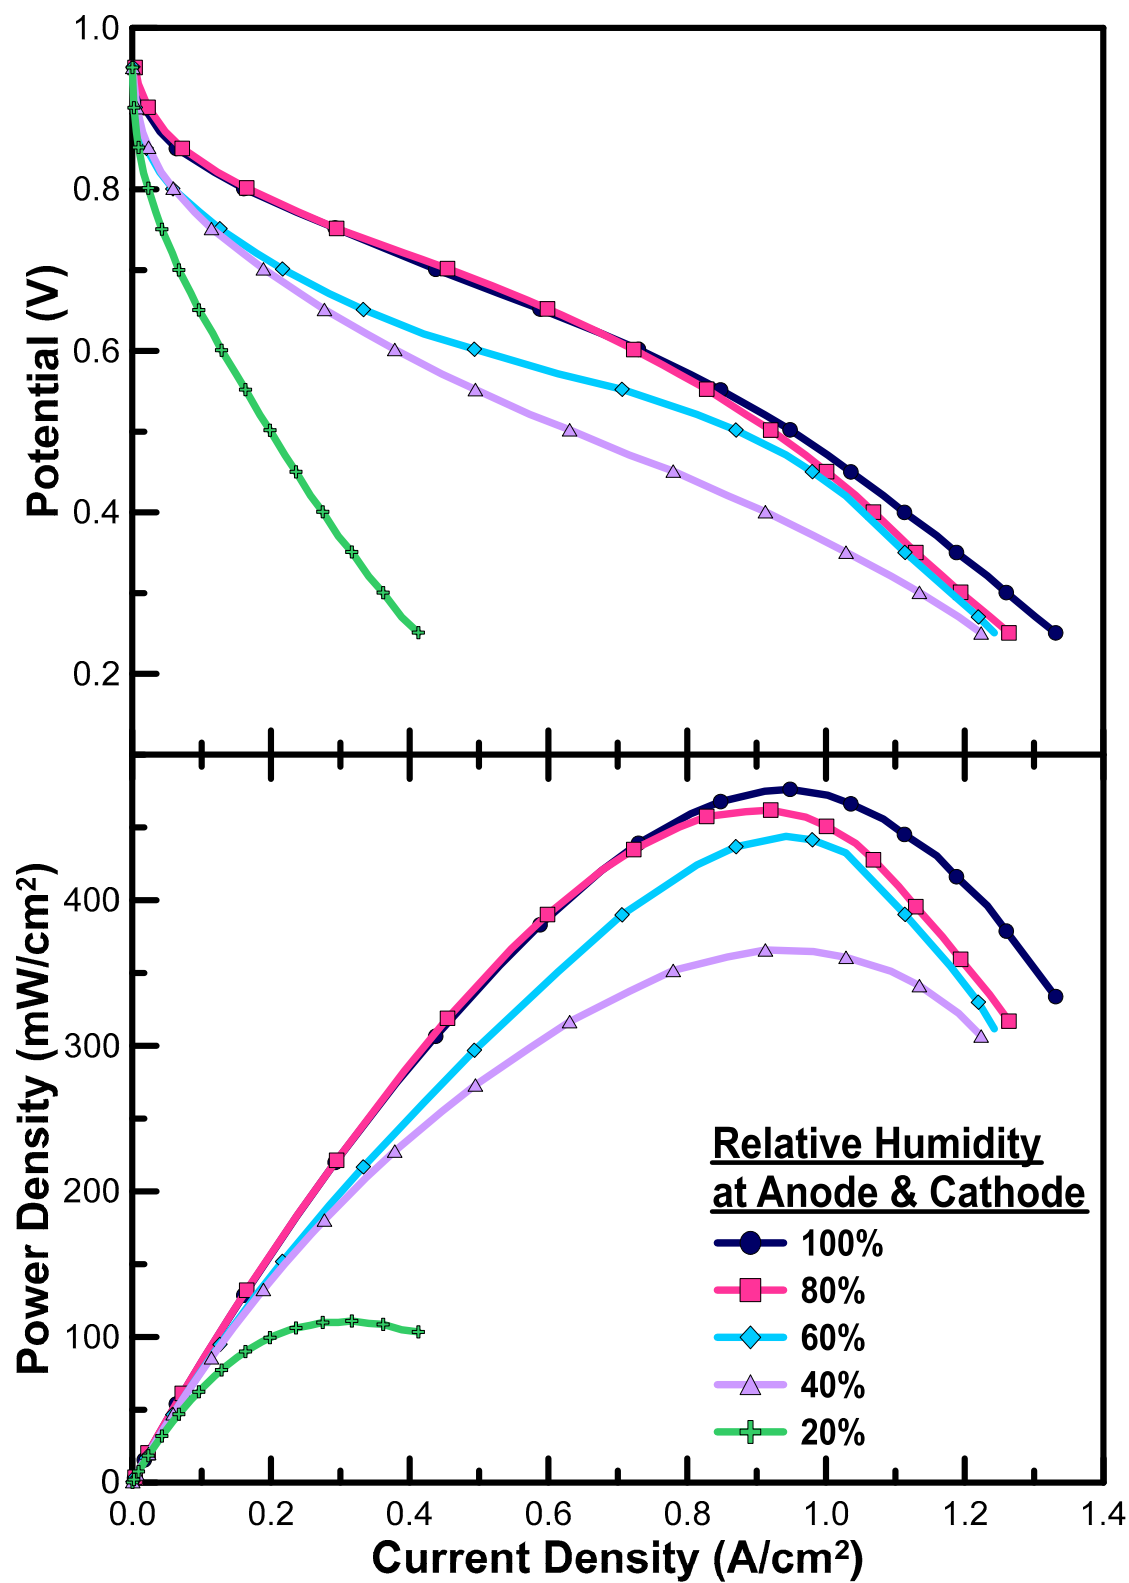 1.0
0.8
0.6
0.4
0.2
Potential (V)
400
300
200
100
0
Power Density (mW/cm²)
Relative Humidity
at Anode & Cathode
100%
80%
60%
40%
20%
0.0 0.2 0.4 0.6 0.8 1.0 1.2 1.4
Current Density (A/cm²)